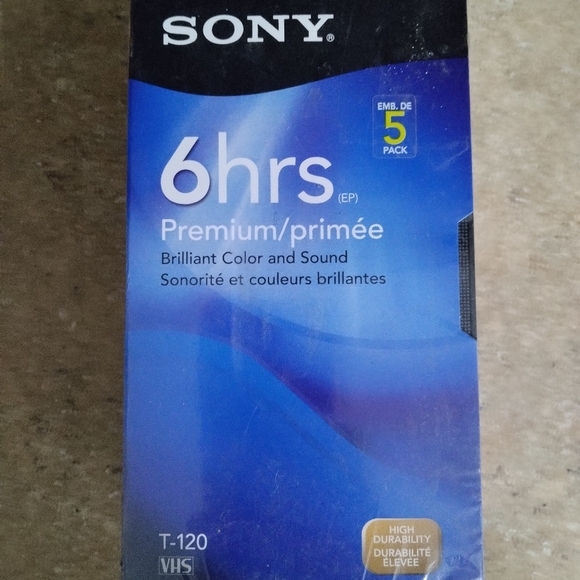 SONY®
EMB. DE
5
PACK
6hrs (EP)
Premium/primée
Brilliant Color and Sound
Sonorité et couleurs brillantes
T-120
VHS
HIGH
DURABILITY
DURABILITÉ
ÉLEVÉE